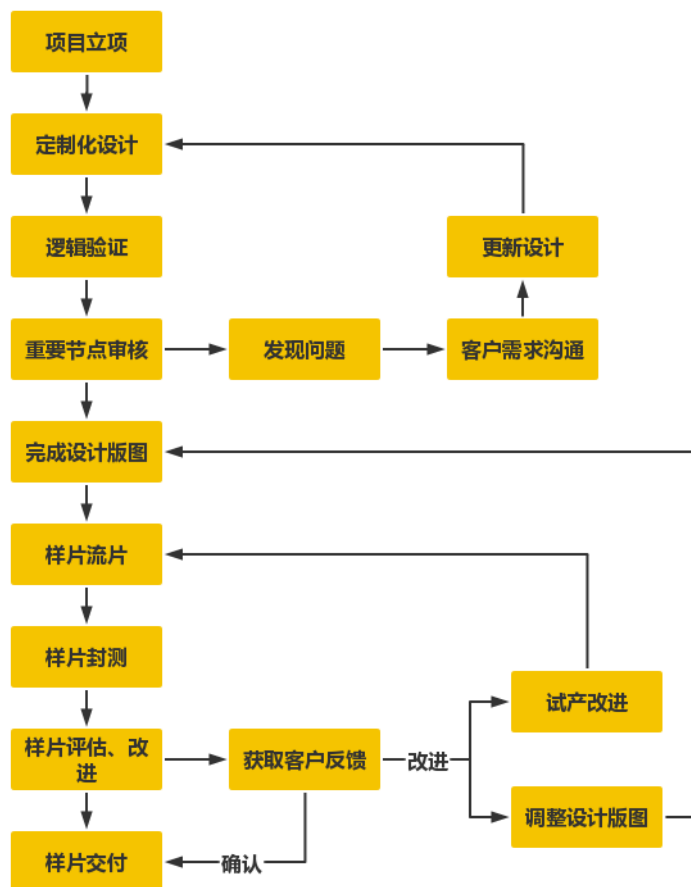 项目立项
定制化设计
逻辑验证
更新设计
重要节点审核
发现问题
客户需求沟通
完成设计版图
样片流片
样片封测
试产改进
样片评估、改
进
获取客户反馈
改进
调整设计版图
样片交付
确认